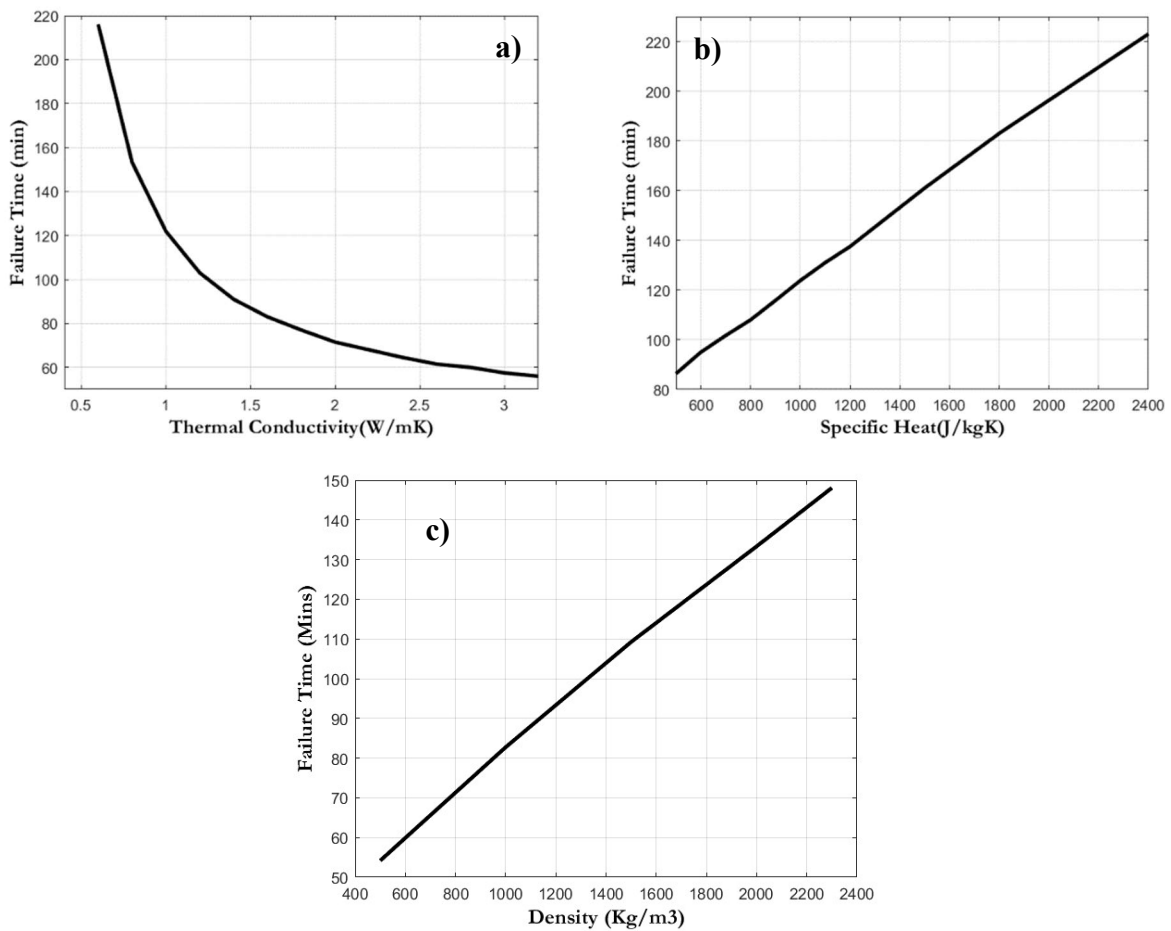 a)
Failure Time (min)
220
200
180
160
140
120
100
80
60
0.5 1 1.5 2 2.5 3
Thermal Conductivity(W/mK)
b)
Failure Time (min)
220
200
180
160
140
120
100
80
600 800 1000 1200 1400 1600 1800 2000 2200 2400
Specific Heat(J/kgK)
c)
Failure Time (Mins)
150
140
130
120
110
100
90
80
70
60
50
400 600 800 1000 1200 1400 1600 1800 2000 2200 2400
Density (Kg/m3)